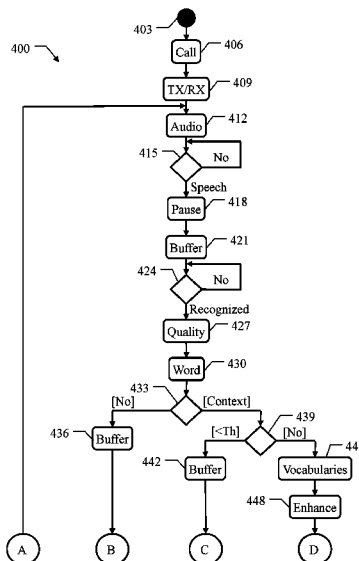 403
Call
406
400
TX/RX
409
Audio
412
415
No
Speech
Pause
418
Buffer
421
424
No
Recognized
Quality
427
Word
430
[No]
433
[Context]
436
Buffer
439
[<Th]
[No]
442
Buffer
Vocabularies
44
448
Enhance
A
B
C
D